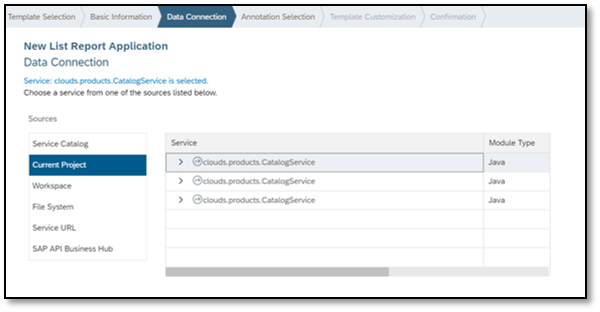 Template Selection Basic Information Data Connection Annotation Selection Template Customization Confirmation
New List Report Application
Data Connection
Service: clouds.products.CatalogService is selected.
Choose a service from one of the sources listed below.
Sources
Service Catalog
Current Project
Workspace
File System
Service URL
SAP API Business Hub
Service Module Type
clouds.products.CatalogService Java
clouds.products.CatalogService Java
clouds.products.CatalogService Java